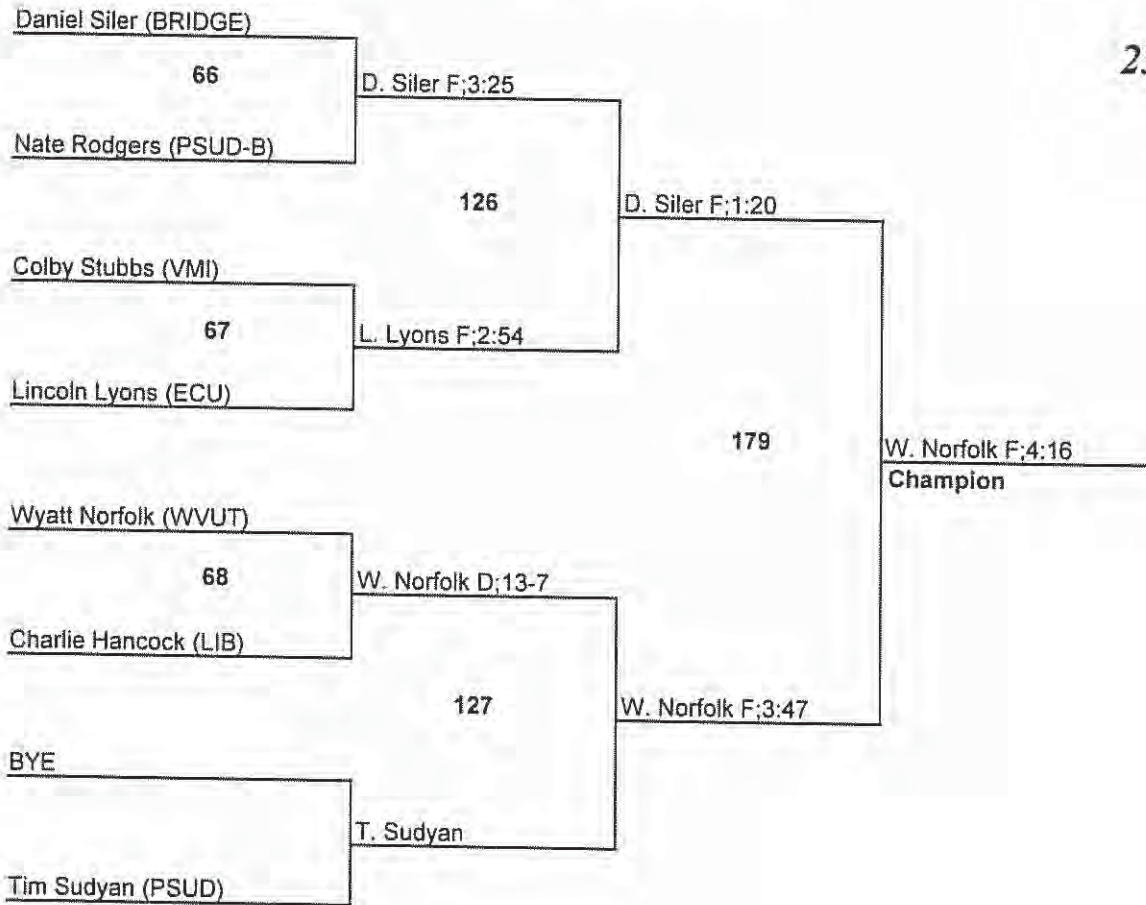 Daniel Siler (BRIDGE)
66
D. Siler F;3:25
Nate Rodgers (PSUD-B)
126
D. Siler F;1:20
Colby Stubbs (VMI)
67
L. Lyons F;2:54
Lincoln Lyons (ECU)
179
W. Norfolk F;4:16
Champion
Wyatt Norfolk (WVUT)
68
W. Norfolk D;13-7
Charlie Hancock (LIB)
127
W. Norfolk F;3:47
BYE
T. Sudyan
Tim Sudyan (PSUD)